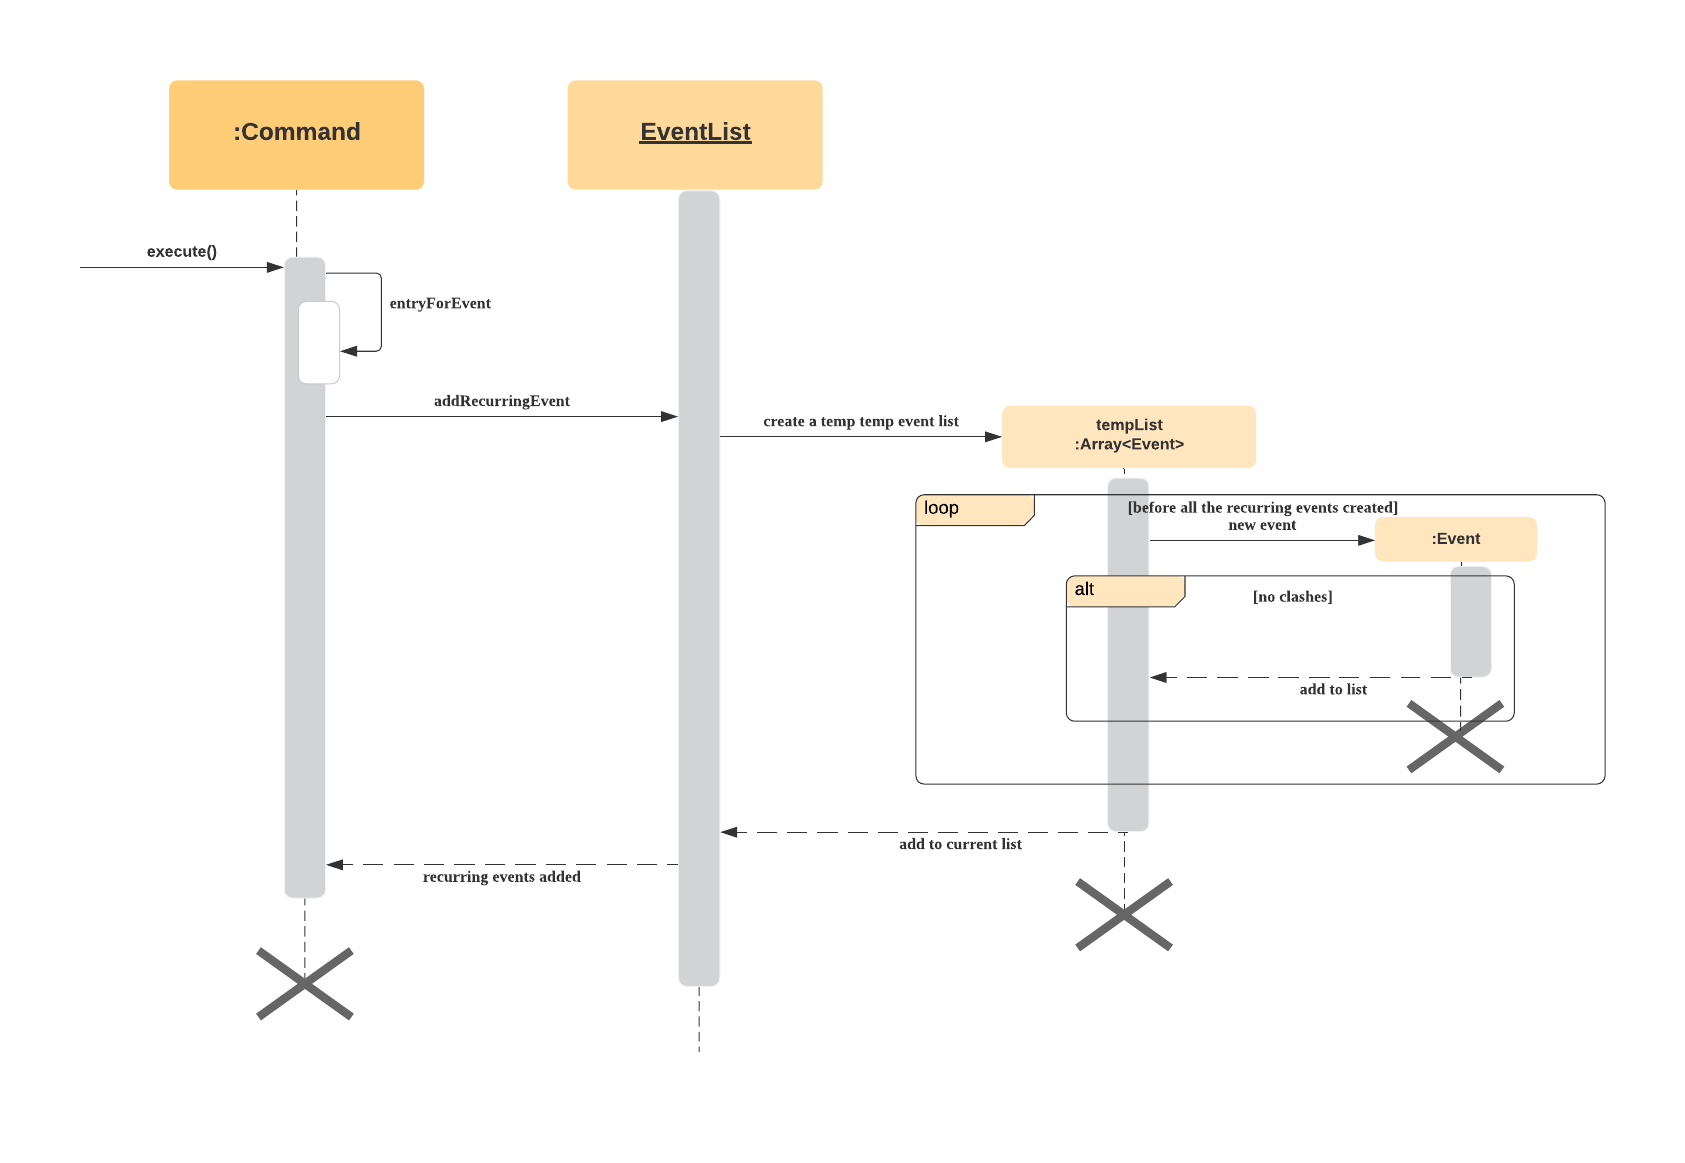 :Command
EventList
execute()
entryForEvent
addRecurringEvent
create a temp temp event list
tempList
:Array<Event>
loop
[before all the recurring events created]
new event
:Event
alt
[no clashes]
add to list
add to current list
recurring events added